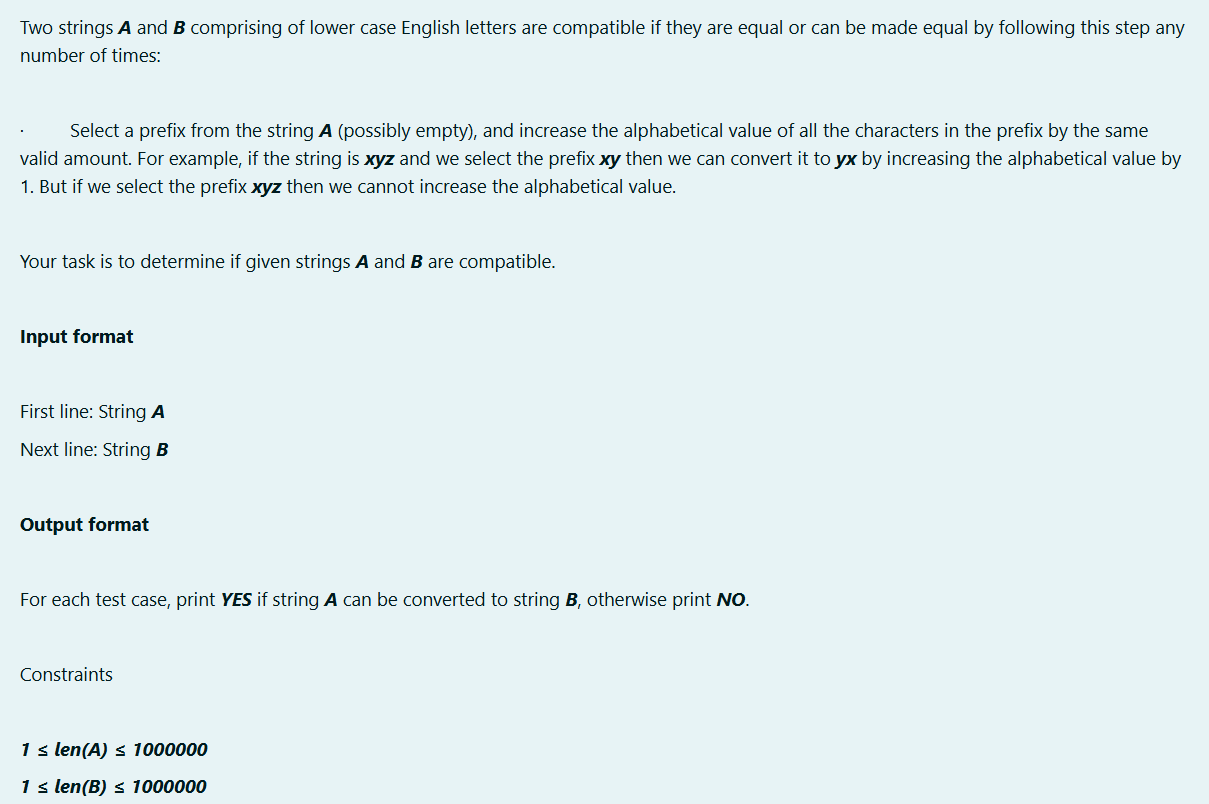 Two strings A and B comprising of lower case English letters are compatible if they are equal or can be made equal by following this step any
number of times:
· Select a prefix from the string A (possibly empty), and increase the alphabetical value of all the characters in the prefix by the same
valid amount. For example, if the string is xyz and we select the prefix xy then we can convert it to yx by increasing the alphabetical value by
1. But if we select the prefix xyz then we cannot increase the alphabetical value.
Your task is to determine if given strings A and B are compatible.
Input format
First line: String A
Next line: String B
Output format
For each test case, print YES if string A can be converted to string B, otherwise print NO.
Constraints
1 ≤ len(A) ≤ 1000000
1 ≤ len(B) ≤ 1000000